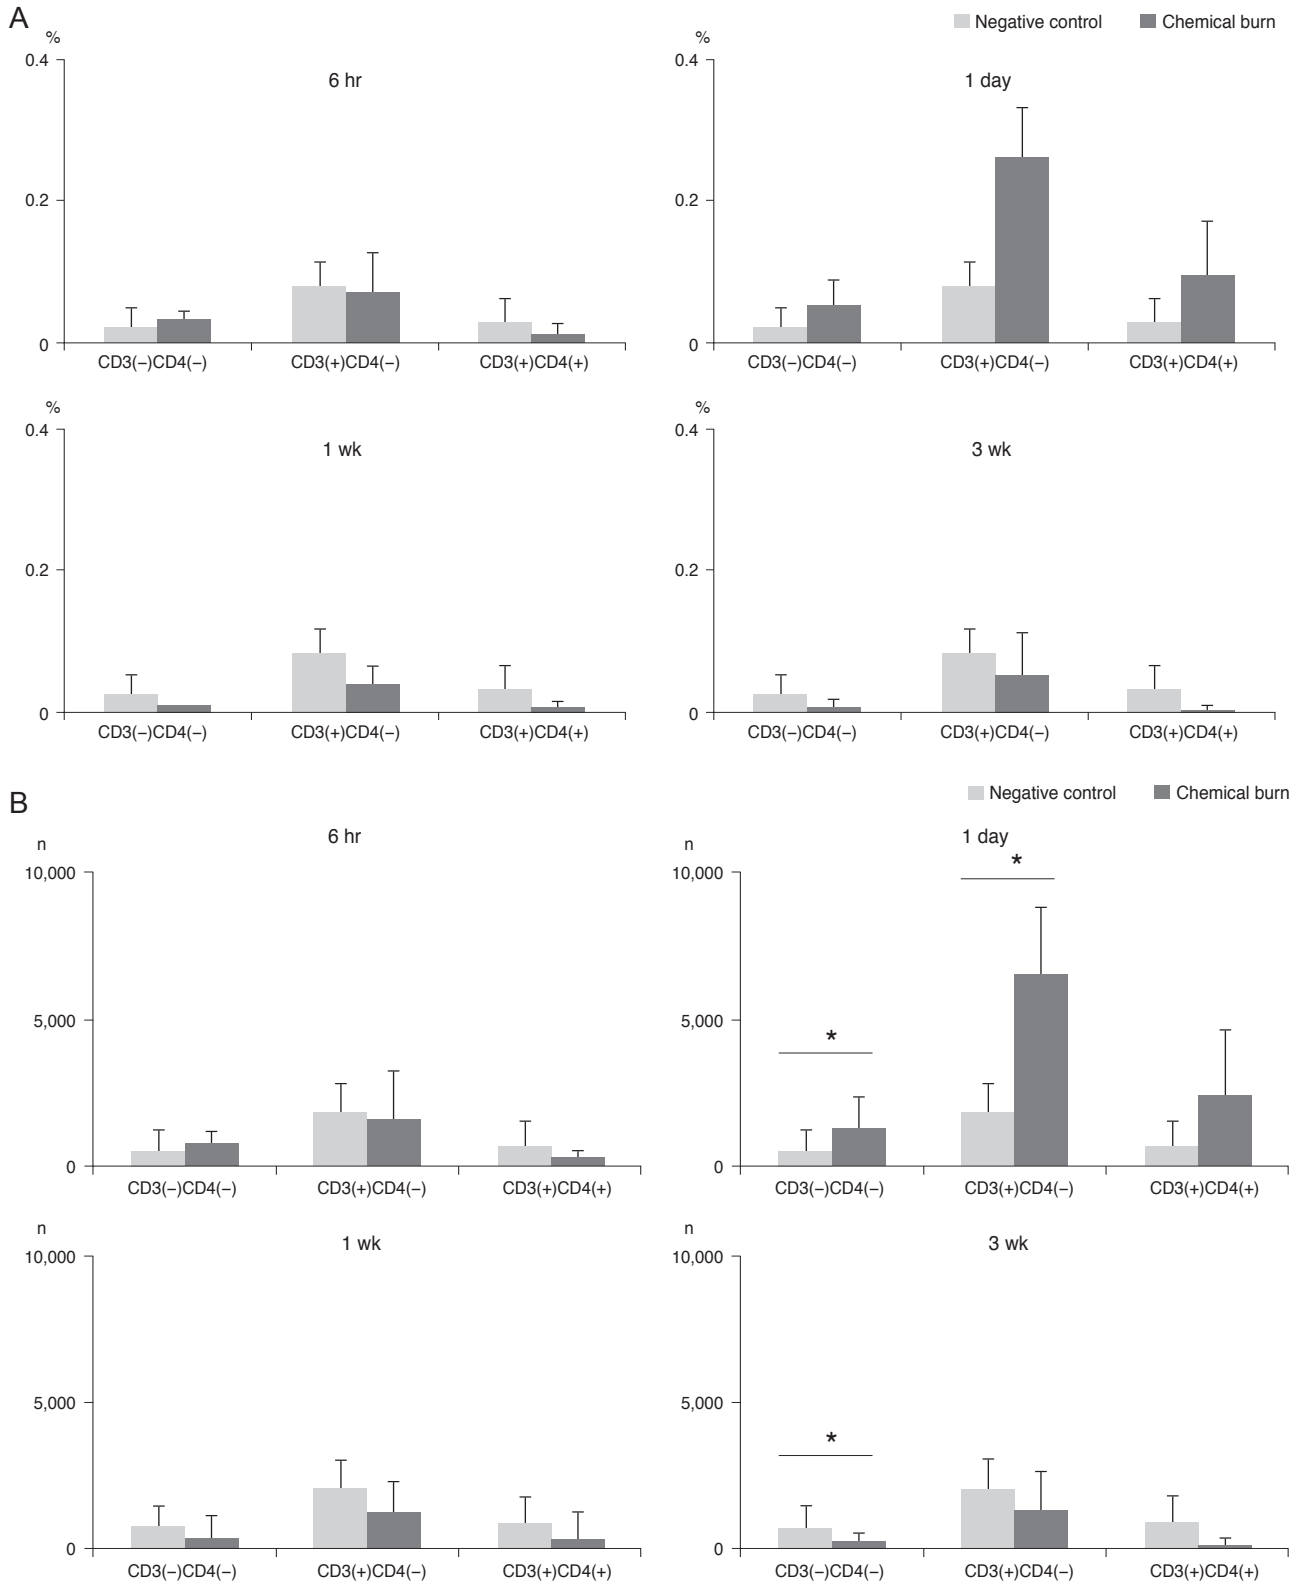 A
Negative control Chemical burn
%
0.4
6 hr
0.2
0
CD3(−)CD4(−) CD3(+)CD4(−) CD3(+)CD4(+)
%
0.4
1 day
0.2
0
CD3(−)CD4(−) CD3(+)CD4(−) CD3(+)CD4(+)
%
0.4
1 wk
0.2
0
CD3(−)CD4(−) CD3(+)CD4(−) CD3(+)CD4(+)
%
0.4
3 wk
0.2
0
CD3(−)CD4(−) CD3(+)CD4(−) CD3(+)CD4(+)
B
Negative control Chemical burn
n
6 hr
10,000
5,000
0
CD3(−)CD4(−) CD3(+)CD4(−) CD3(+)CD4(+)
n
1 day
10,000
*
5,000
*
0
CD3(−)CD4(−) CD3(+)CD4(−) CD3(+)CD4(+)
n
1 wk
10,000
5,000
0
CD3(−)CD4(−) CD3(+)CD4(−) CD3(+)CD4(+)
n
3 wk
10,000
5,000
*
0
CD3(−)CD4(−) CD3(+)CD4(−) CD3(+)CD4(+)